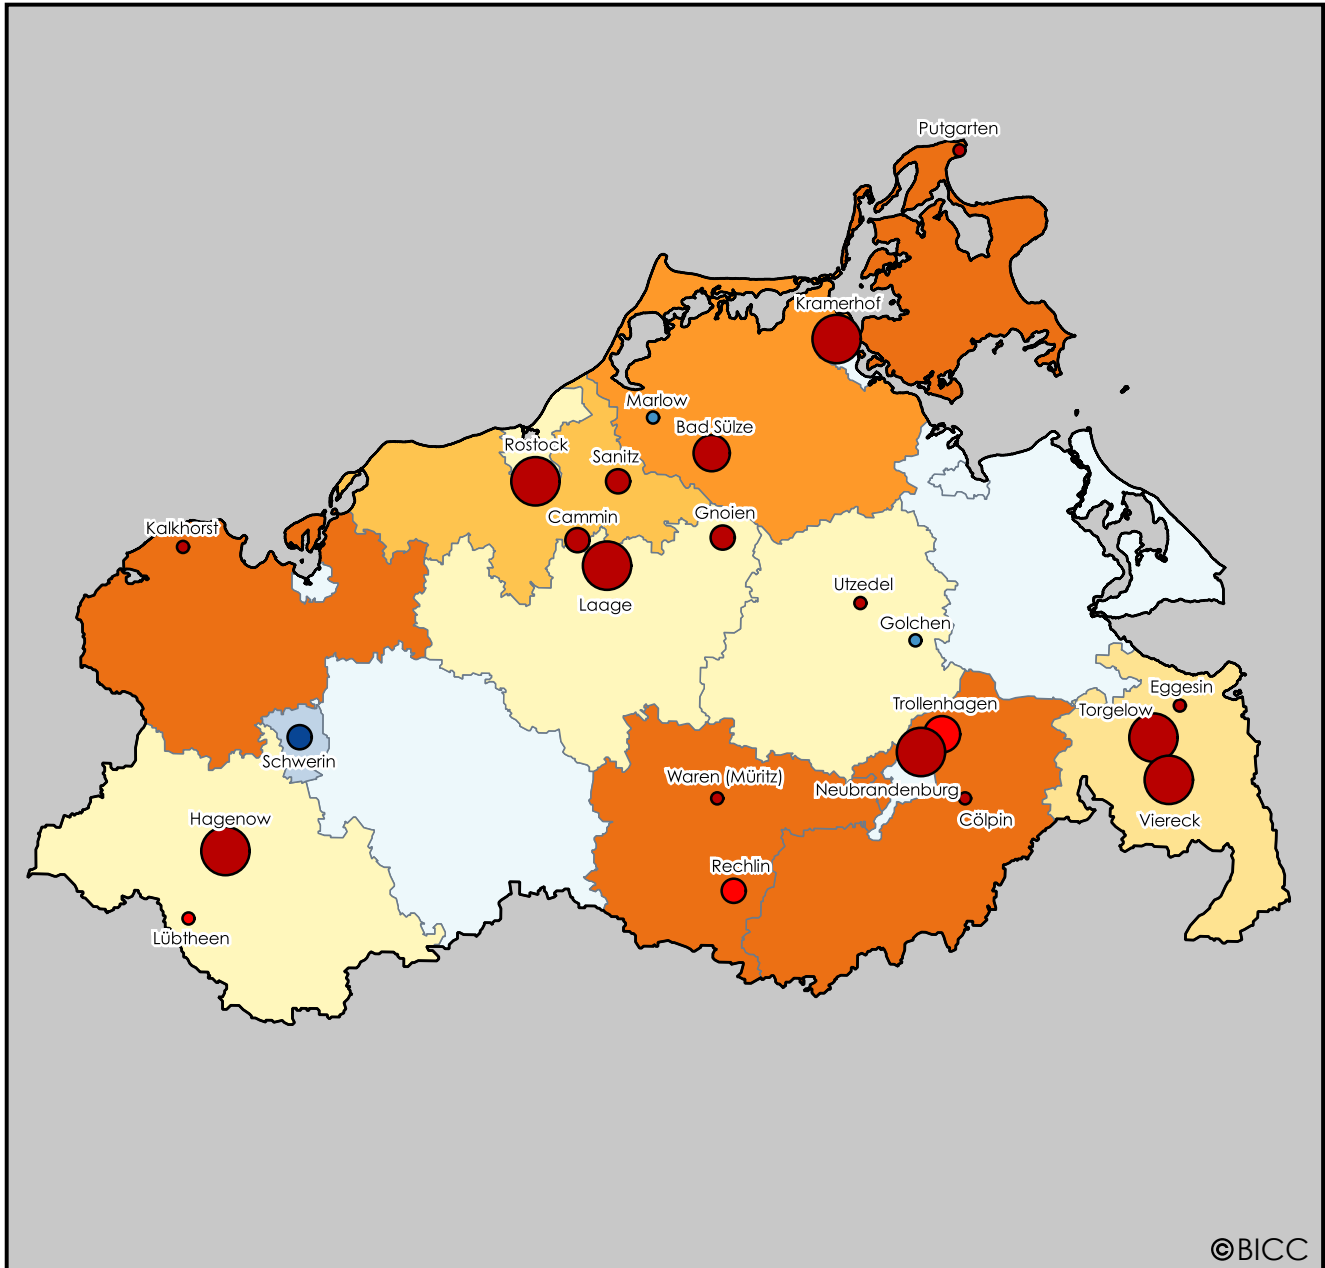 Putgarten
Kramerhof
Marlow
Bad Sülze
Rostock
Sanitz
Cammin
Gnoien
Kalkhorst
Laage
Utzedel
Golchen
Eggesin
Trollenhagen
Torgelow
Schwerin
Waren (Müritz)
Neubrandenburg
Hagenow
Cölpin
Viereck
Rechlin
Lübtheen
©BICC